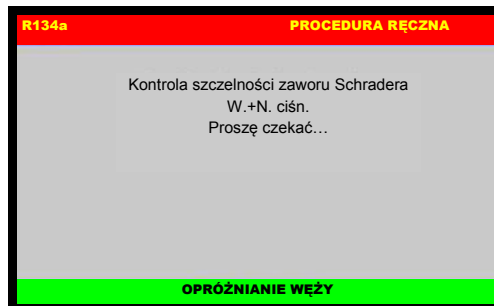 R134a PROCEDURA RĘCZNA
Kontrola szczelności zaworu Schradera
W.+N. ciśn.
Proszę czekać…
OPRÓŻNIANIE WĘŻY